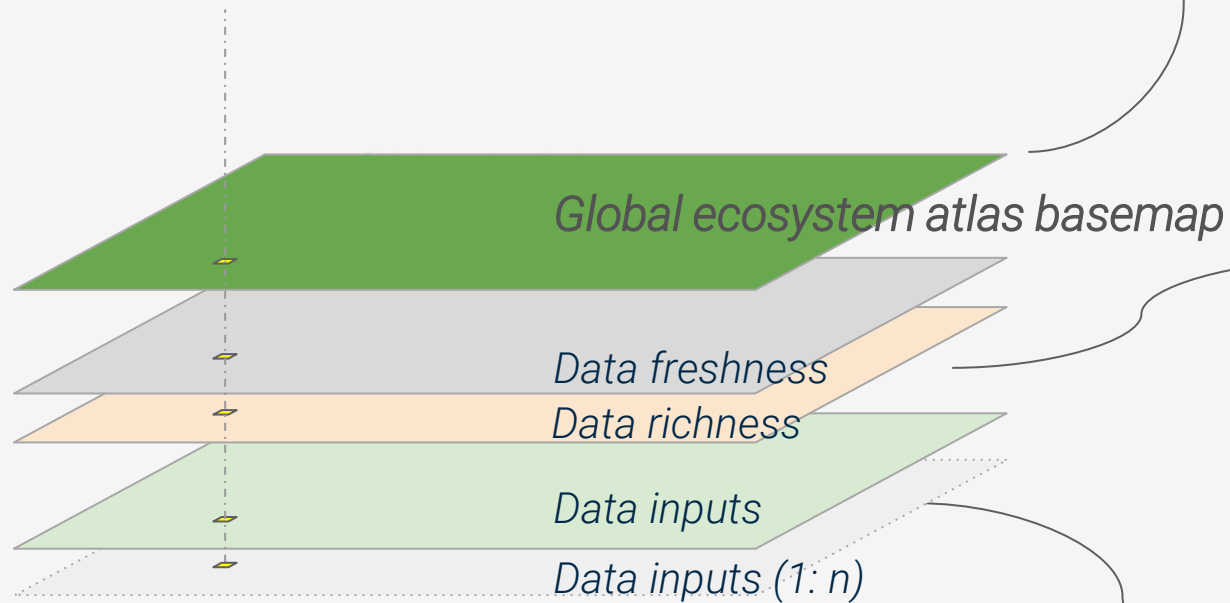 Global ecosystem atlas basemap
Data freshness
Data richness
Data inputs
Data inputs (1: n)